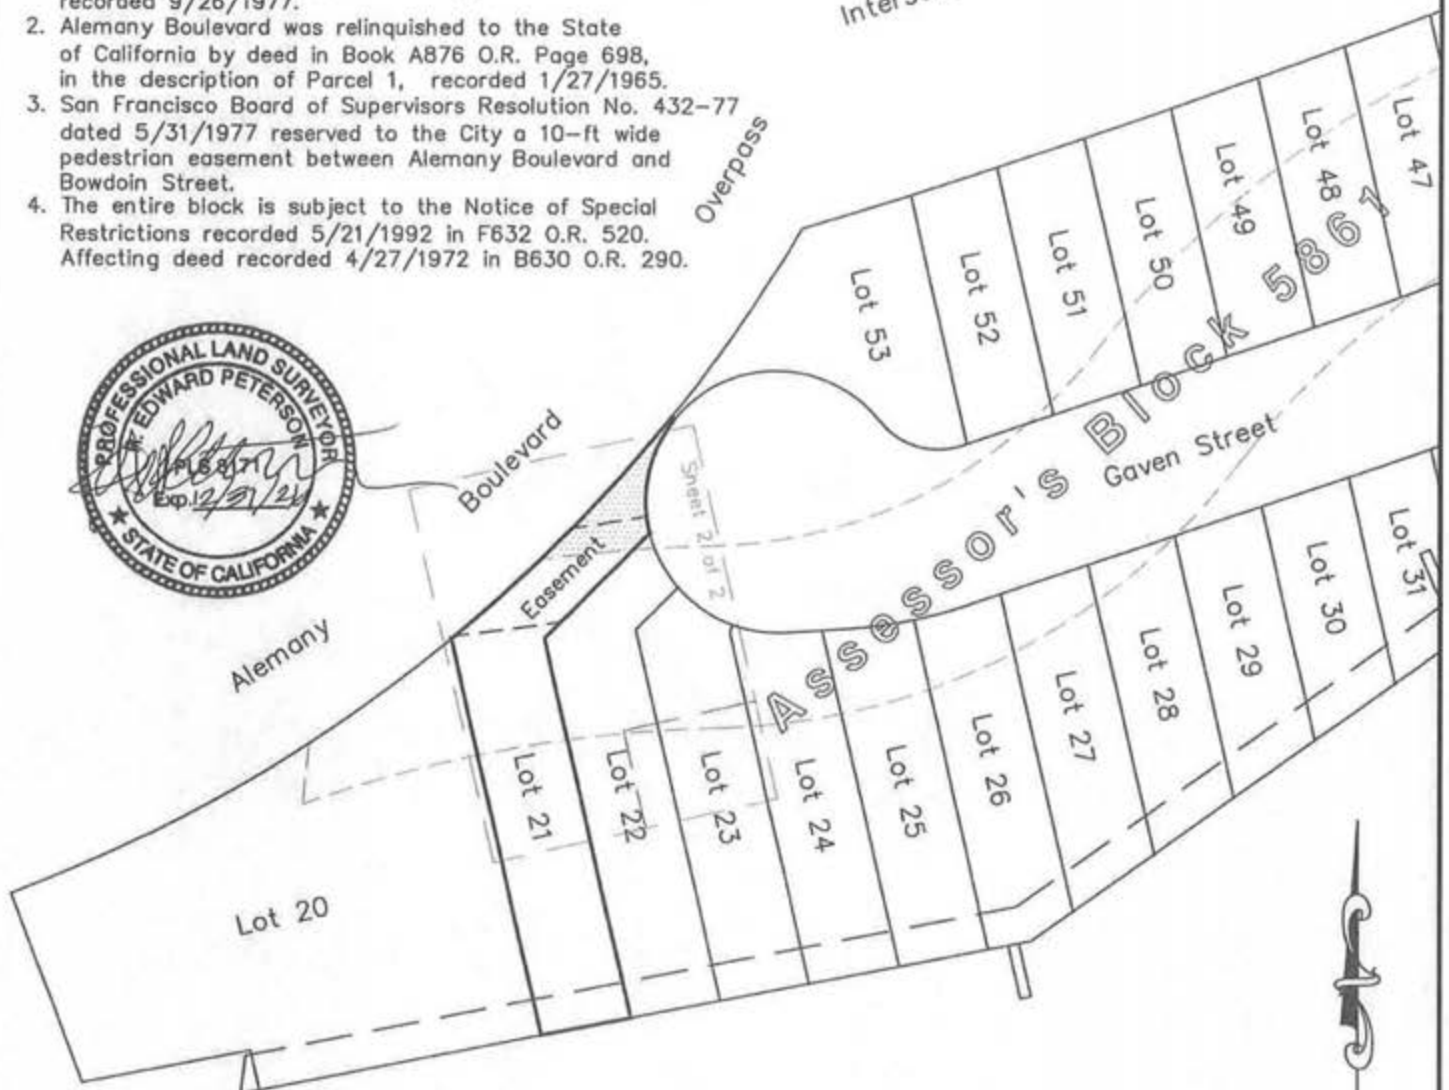 recorded 9/26/1977.
2. Alemany Boulevard was relinquished to the State
of California by deed in Book A876 O.R. Page 698,
in the description of Parcel 1, recorded 1/27/1965.
3. San Francisco Board of Supervisors Resolution No. 432-77
dated 5/31/1977 reserved to the City a 10-ft wide
pedestrian easement between Alemany Boulevard and
Bowdoin Street.
4. The entire block is subject to the Notice of Special
Restrictions recorded 5/21/1992 in F632 O.R. 520.
Affecting deed recorded 4/27/1972 in B630 O.R. 290.
Overpass
Lot 53
Lot 52
Lot 51
Lot 50
Lot 49
Lot 48
Lot 47
PROFESSIONAL LAND SURVEYOR
EDWARD PETERSON
PLS 8171
Exp.
STATE OF CALIFORNIA
Alemany
Boulevard
Easement
Sheet 2 of 2
Assessor's Block 5861
Gaven Street
Lot 20
Lot 21
Lot 22
Lot 23
Lot 24
Lot 25
Lot 26
Lot 27
Lot 28
Lot 29
Lot 30
Lot 31